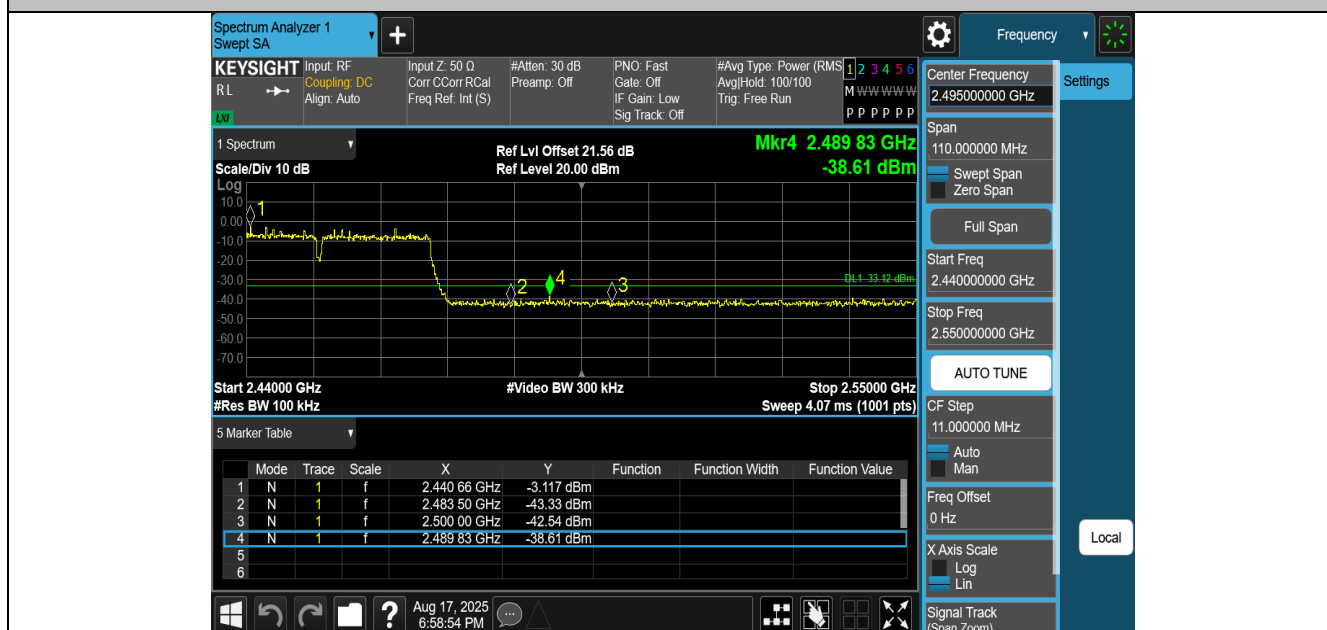 Spectrum Analyzer 1
Swept SA
+
Frequency
KEYSIGHT
RL
LXI
Input: RF
Coupling: DC
Align: Auto
Input Z: 50 Ω
Corr CCorr RCal
Freq Ref: Int (S)
#Atten: 30 dB
Preamp: Off
PNO: Fast
Gate: Off
IF Gain: Low
Sig Track: Off
#Avg Type: Power (RMS
Avg|Hold: 100/100
Trig: Free Run
1 2 3 4 5 6
M W W W W W
P P P P P P
Center Frequency
2.495000000 GHz
Settings
Span
110.000000 MHz
Swept Span
Zero Span
Full Span
Start Freq
2.440000000 GHz
Stop Freq
2.550000000 GHz
AUTO TUNE
CF Step
11.000000 MHz
Auto
Man
Freq Offset
0 Hz
X Axis Scale
Log
Lin
Signal Track
(Span Zoom)
Local
1 Spectrum
Scale/Div 10 dB
Ref Lvl Offset 21.56 dB
Ref Level 20.00 dBm
Mkr4 2.489 83 GHz
-38.61 dBm
Log
10.0
0.00
-10.0
-20.0
-30.0
-40.0
-50.0
-60.0
-70.0
1
2
4
3
DL1 -33.12 dBm
Start 2.44000 GHz
#Video BW 300 kHz
Stop 2.55000 GHz
#Res BW 100 kHz
Sweep 4.07 ms (1001 pts)
5 Marker Table
Mode Trace Scale X Y Function Function Width Function Value
1 N 1 f 2.440 66 GHz -3.117 dBm
2 N 1 f 2.483 50 GHz -43.33 dBm
3 N 1 f 2.500 00 GHz -42.54 dBm
4 N 1 f 2.489 83 GHz -38.61 dBm
5
6
?
Aug 17, 2025
6:58:54 PM